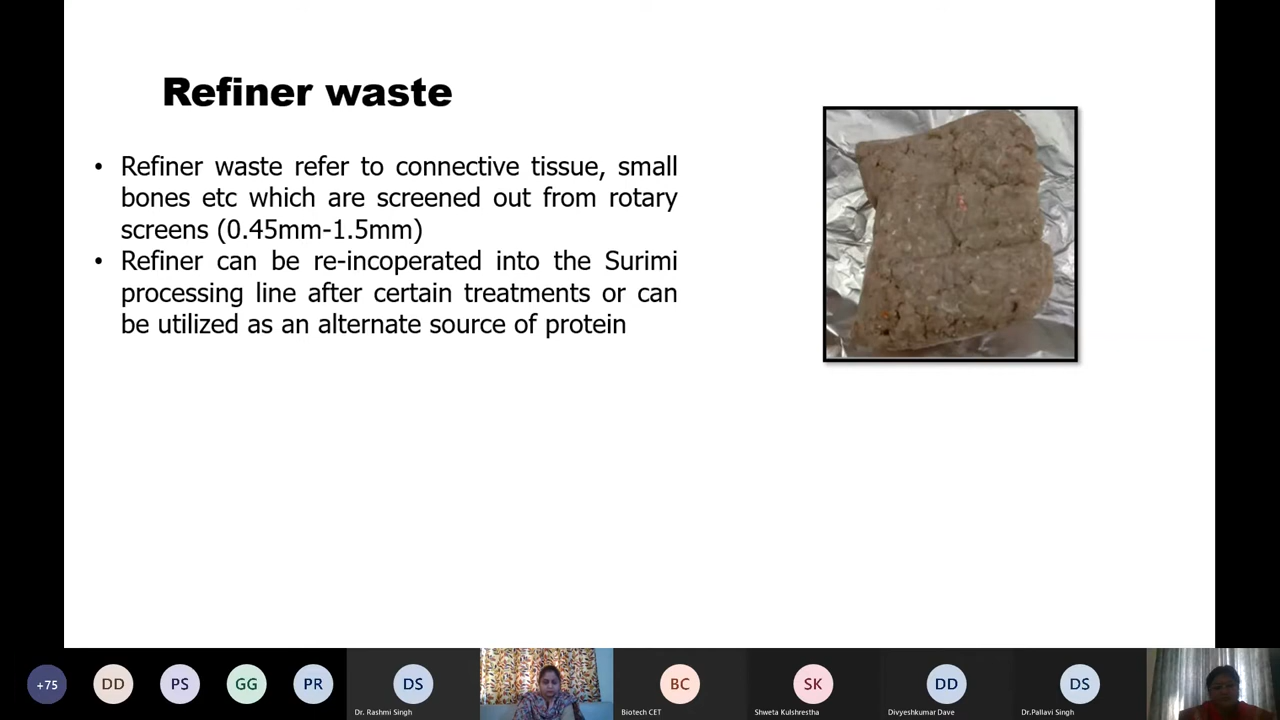 Refiner waste
• Refiner waste refer to connective tissue, small
bones etc which are screened out from rotary
screens (0.45mm-1.5mm)
• Refiner can be re-incoperated into the Surimi
processing line after certain treatments or can
be utilized as an alternate source of protein
+75
DD
PS
GG
PR
DS
BC
SK
DD
DS
Dr. Rashmi Singh
Biotech CET
Shweta Kulshrestha
Divyeshkumar Dave
Dr.Pallavi Singh